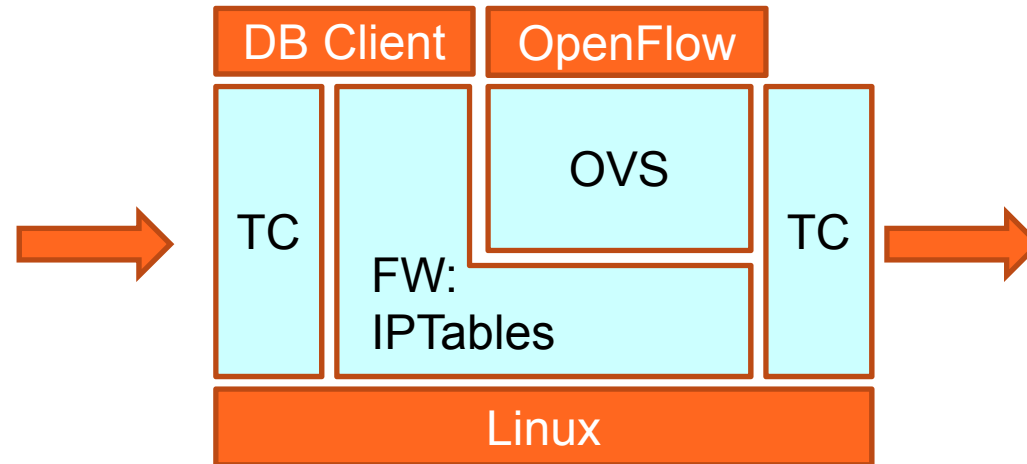 DB Client
OpenFlow
OVS
TC
TC
FW:
IPTables
Linux